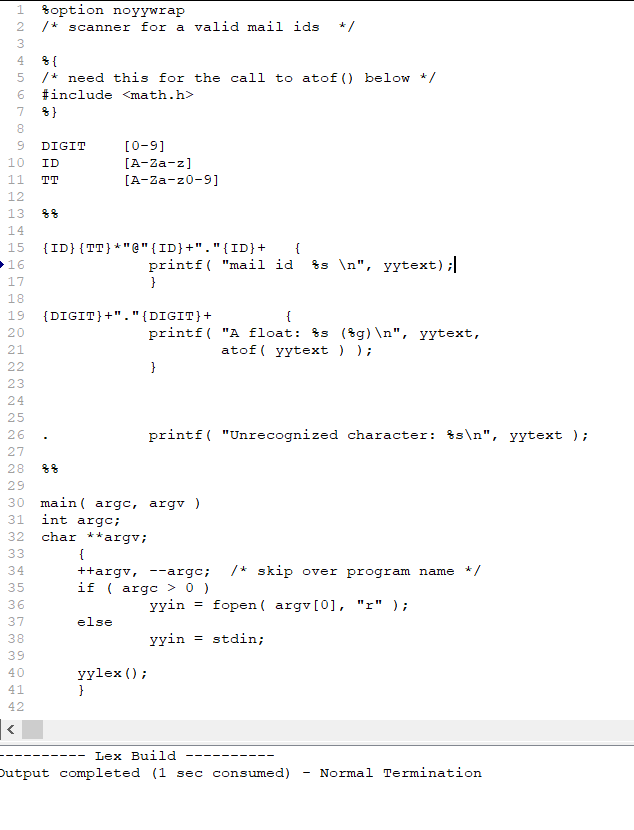 1 %option noyywrap
2 /* scanner for a valid mail ids  */
3
4 %{
5 /* need this for the call to atof() below */
6 #include <math.h>
7 %}
8
9 DIGIT    [0-9]
10 ID       [A-Za-z]
11 TT       [A-Za-z0-9]
12
13 %%
14
15 {ID}{TT}*"@"{ID}+"."{ID}+   {
16             printf( "mail id  %s \n", yytext);
17             }
18
19 {DIGIT}+"."{DIGIT}+        {
20             printf( "A float: %s (%g)\n", yytext,
21                     atof( yytext ) );
22             }
23
24
25
26 .           printf( "Unrecognized character: %s\n", yytext );
27
28 %%
29
30 main( argc, argv )
31 int argc;
32 char **argv;
33     {
34     ++argv, --argc;  /* skip over program name */
35     if ( argc > 0 )
36             yyin = fopen( argv[0], "r" );
37     else
38             yyin = stdin;
39
40     yylex();
41     }
42
---------- Lex Build ----------
Output completed (1 sec consumed) - Normal Termination